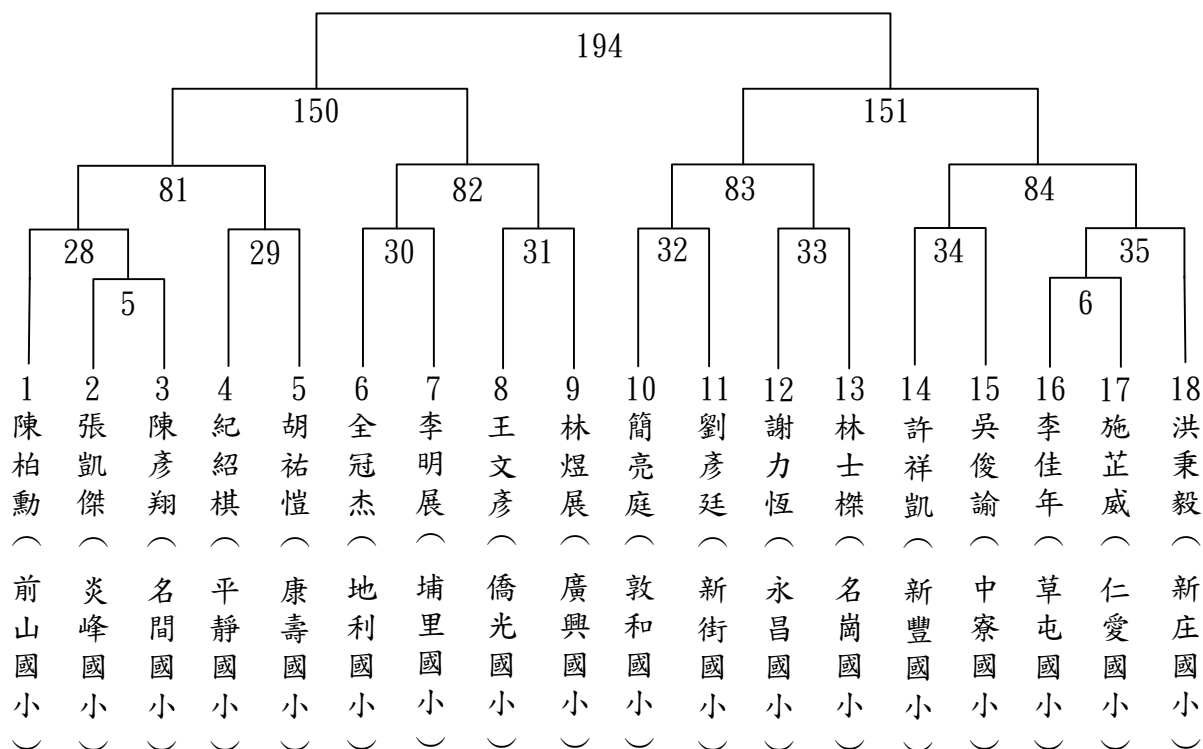 194
150 151
81 82 83 84
28 29 30 31 32 33 34 35
5 6
1 2 3 4 5 6 7 8 9 10 11 12 13 14 15 16 17 18
陳柏勳（前山國小）
張凱傑（炎峰國小）
陳彥翔（名間國小）
紀紹棋（平靜國小）
胡祐愷（康壽國小）
全冠杰（地利國小）
李明展（埔里國小）
王文彥（僑光國小）
林煜展（廣興國小）
簡亮庭（敦和國小）
劉彥廷（新街國小）
謝力恆（永昌國小）
林士榤（名崗國小）
許祥凱（新豐國小）
吳俊諭（中寮國小）
李佳年（草屯國小）
施芷威（仁愛國小）
洪秉毅（新庄國小）